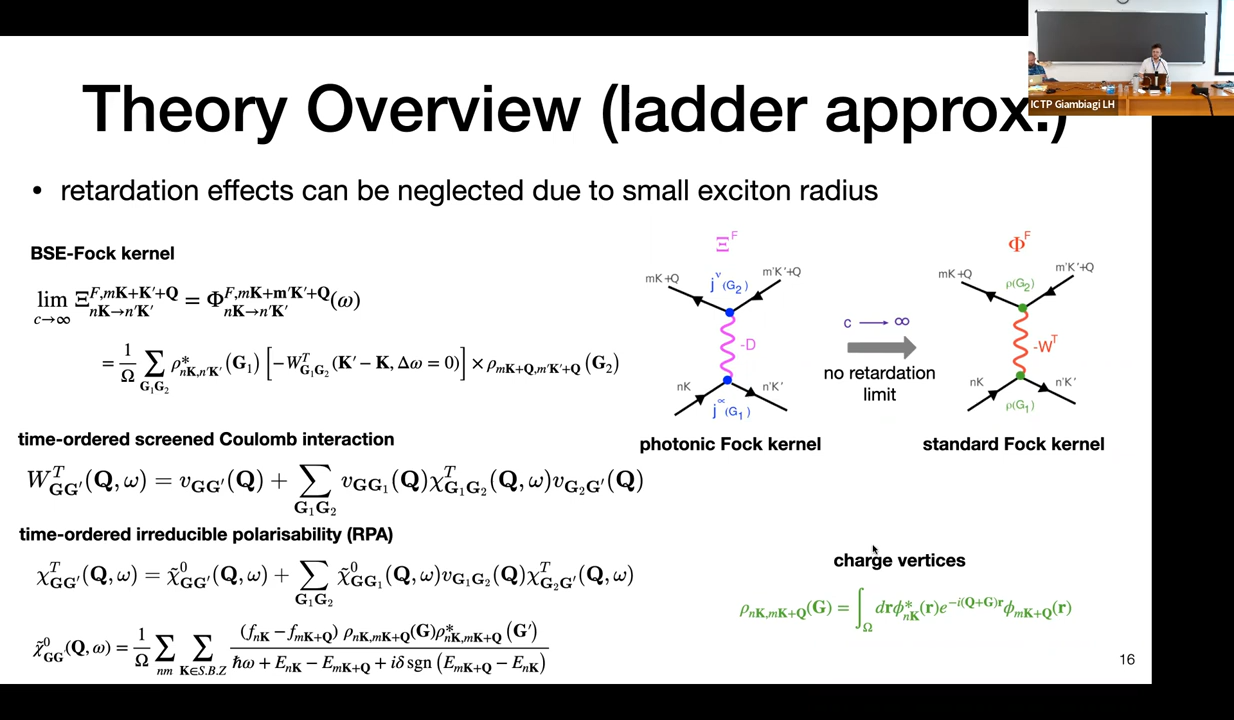 Theory Overview (ladder approx.)
ICTP Giambiagi LH
• retardation effects can be neglected due to small exciton radius
BSE-Fock kernel
lim_{c→∞} Ξ^{F,mK+K′+Q}_{nK→n′K′} = Φ^{F,mK+m′K′+Q}_{nK→n′K′}(ω)
= 1/Ω ∑_{G₁G₂} ρ*_{nK,n′K′}(G₁) [−W^T_{G₁G₂}(K′ − K, Δω = 0)] × ρ_{mK+Q,m′K′+Q}(G₂)
time-ordered screened Coulomb interaction
W^T_{GG′}(Q, ω) = v_{GG′}(Q) + ∑_{G₁G₂} v_{GG₁}(Q)χ^T_{G₁G₂}(Q, ω)v_{G₂G′}(Q)
time-ordered irreducible polarisability (RPA)
χ^T_{GG′}(Q, ω) = χ̃⁰_{GG′}(Q, ω) + ∑_{G₁G₂} χ̃⁰_{GG₁}(Q, ω)v_{G₁G₂}(Q)χ^T_{G₂G′}(Q, ω)
χ̃⁰_{GG}(Q, ω) = 1/Ω ∑_{nm} ∑_{K∈S.B.Z} (f_{nK} − f_{mK+Q}) ρ_{nK,mK+Q}(G)ρ*_{nK,mK+Q}(G′) / ħω + E_{nK} − E_{mK+Q} + iδ sgn (E_{mK+Q} − E_{nK})
Ξ^F
mK+Q
j^ν(G₂)
m'K'+Q
-D
nK
n'K'
j^∝(G₁)
photonic Fock kernel
c → ∞
no retardation
limit
Φ^F
mK+Q
ρ(G₂)
m'K'+Q
-W^T
nK
n'K'
ρ(G₁)
standard Fock kernel
charge vertices
ρ_{nK,mK+Q}(G) = ∫_Ω drϕ*_{nK}(r)e^{−i(Q+G)r}ϕ_{mK+Q}(r)
16